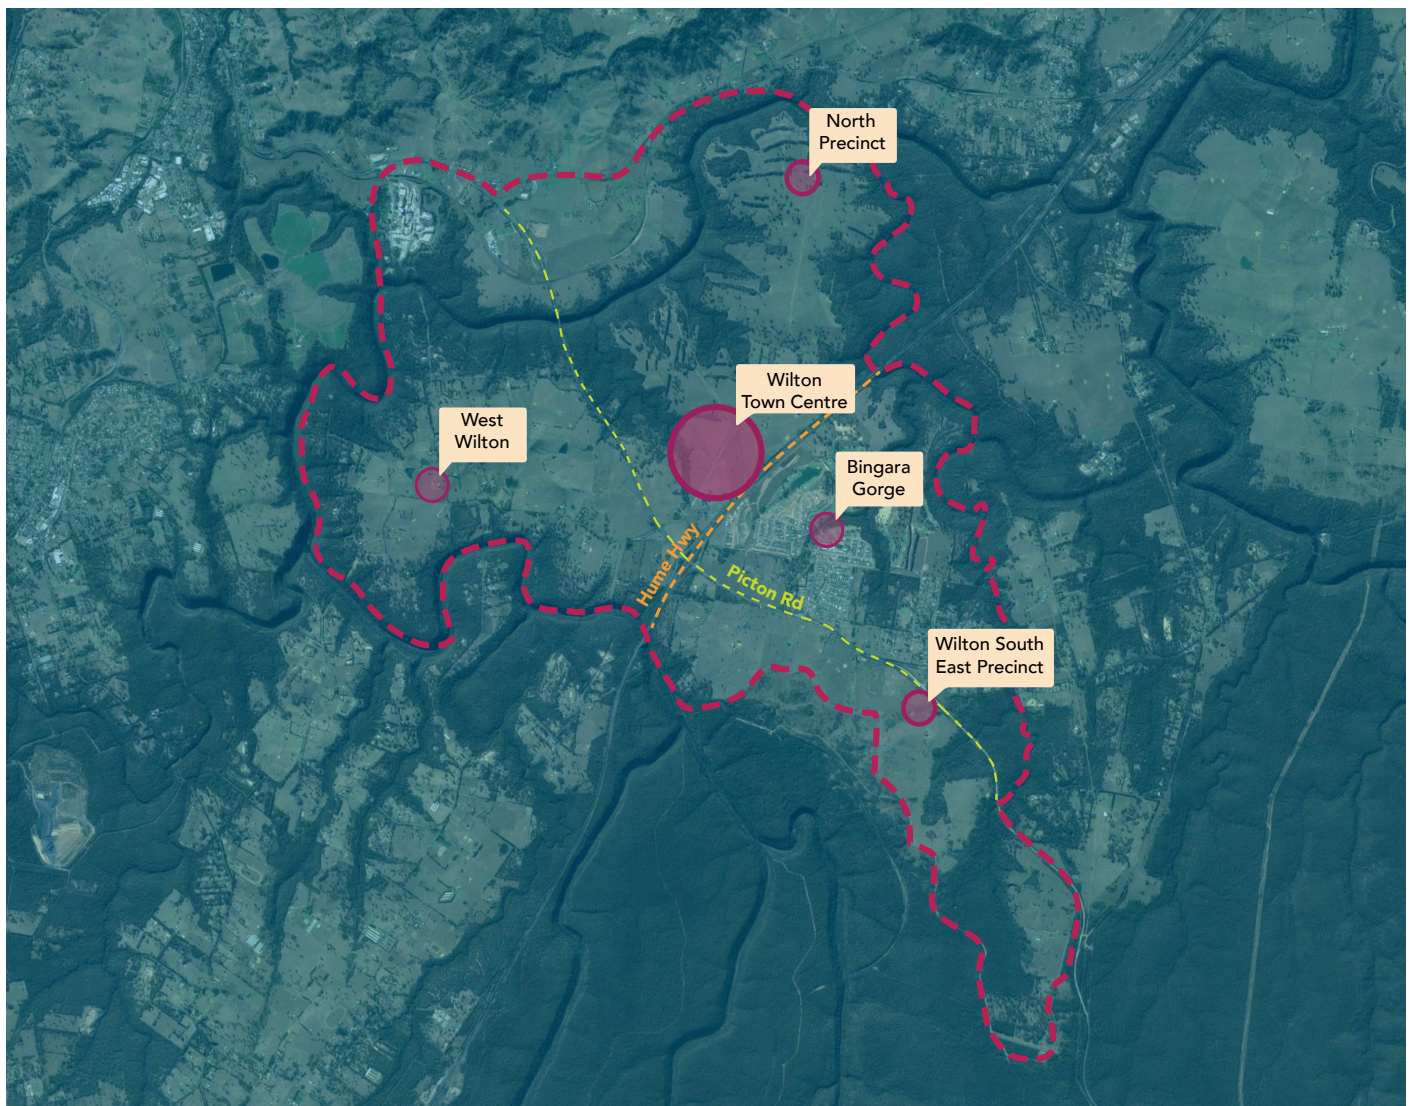 North
Precinct
Wilton
Town Centre
West
Wilton
Bingara
Gorge
Hume Hwy
Picton Rd
Wilton South
East Precinct